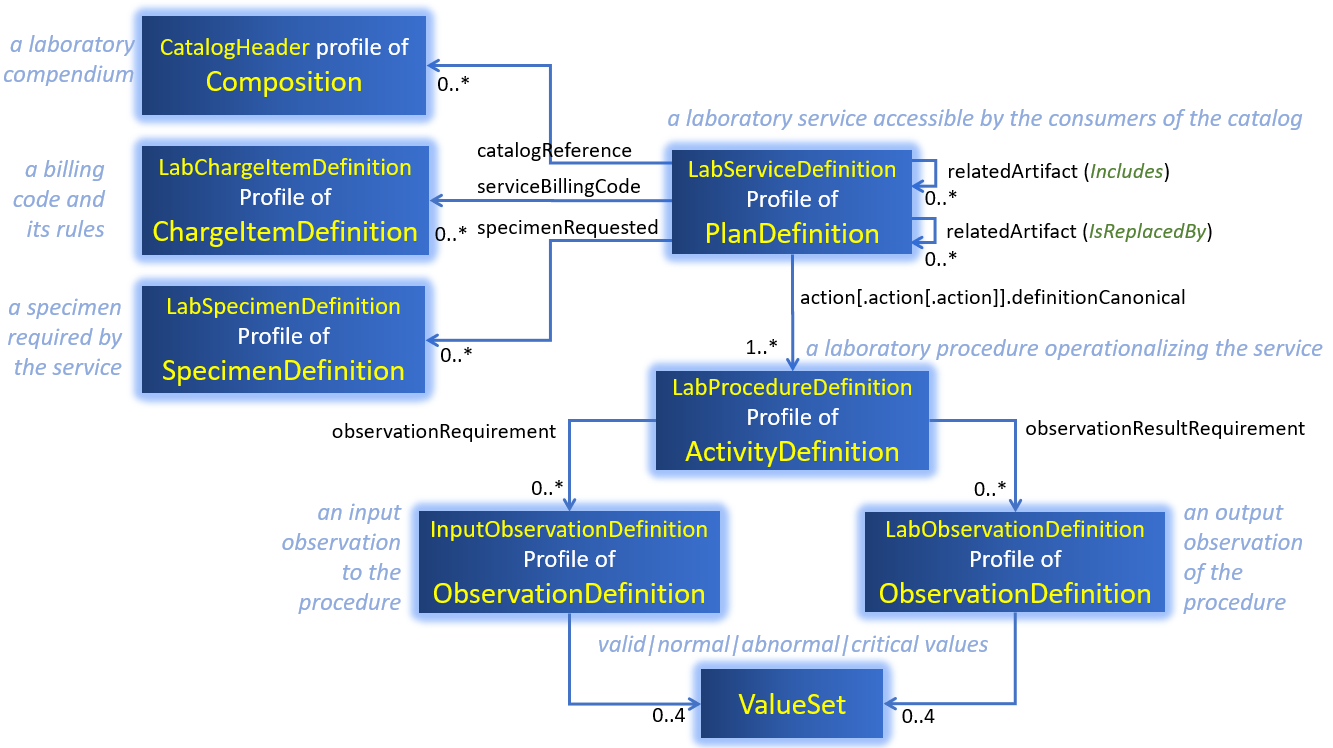 a laboratory
compendium
CatalogHeader profile of
Composition
0..*
a laboratory service accessible by the consumers of the catalog
a billing
code and
its rules
LabChargeItemDefinition
Profile of
ChargeItemDefinition
0..*
catalogReference
serviceBillingCode
specimenRequested
LabServiceDefinition
Profile of
PlanDefinition
relatedArtifact (Includes)
0..*
relatedArtifact (IsReplacedBy)
0..*
a specimen
required by
the service
LabSpecimenDefinition
Profile of
SpecimenDefinition
0..*
action[.action[.action]].definitionCanonical
1..*
a laboratory procedure operationalizing the service
LabProcedureDefinition
Profile of
ActivityDefinition
observationRequirement
0..*
observationResultRequirement
0..*
an input
observation
to the
procedure
InputObservationDefinition
Profile of
ObservationDefinition
LabObservationDefinition
Profile of
ObservationDefinition
an output
observation
of the
procedure
valid|normal|abnormal|critical values
ValueSet
0..4
0..4